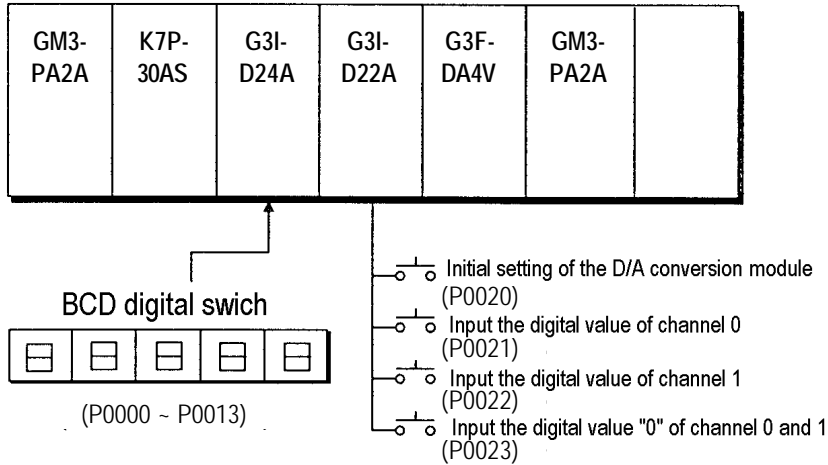 GM3-
PA2A
K7P-
30AS
G3I-
D24A
G3I-
D22A
G3F-
DA4V
GM3-
PA2A
BCD digital swich
(P0000 ~ P0013)
Initial setting of the D/A conversion module
(P0020)
Input the digital value of channel 0
(P0021)
Input the digital value of channel 1
(P0022)
Input the digital value "0" of channel 0 and 1
(P0023)